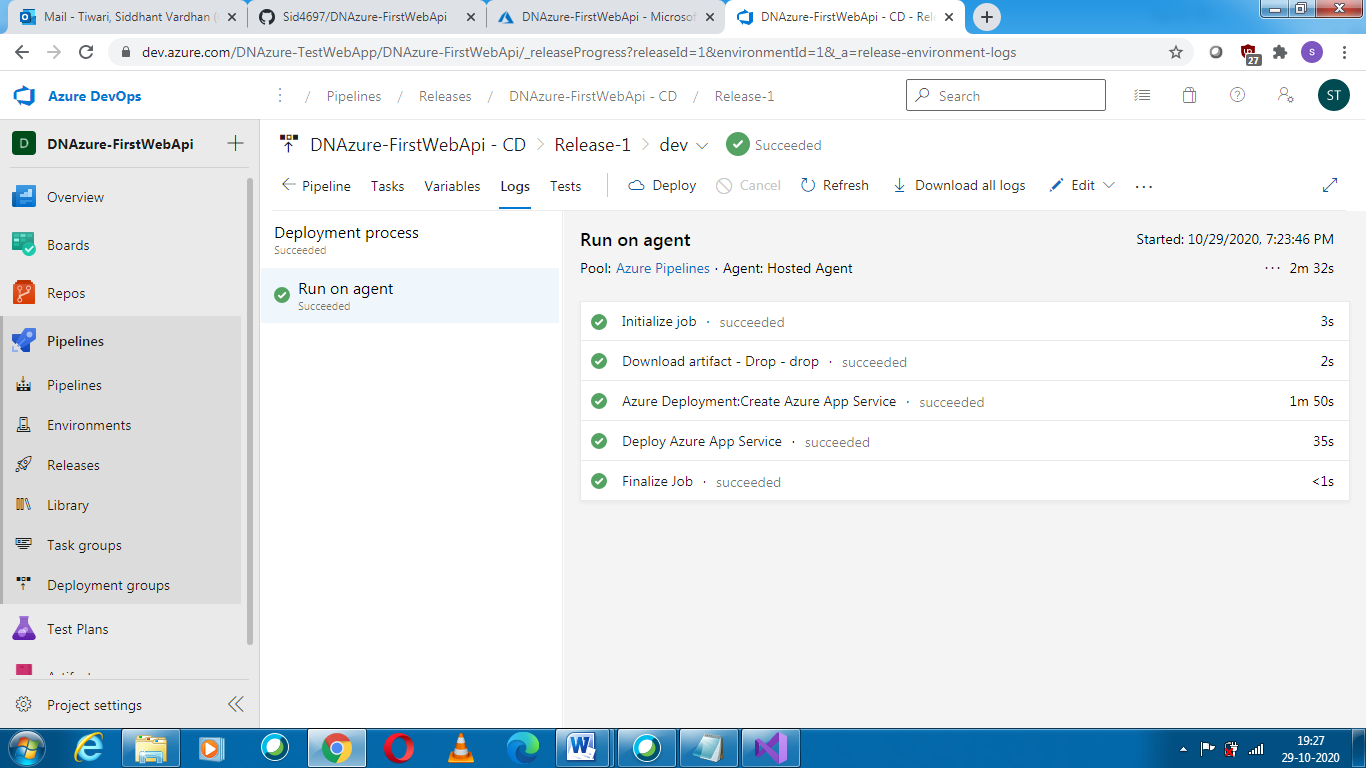 Mail - Tiwari, Siddhant Vardhan (
Sid4697/DNAzure-FirstWebApi
DNAzure-FirstWebApi - Microsof
DNAzure-FirstWebApi - CD - Rele
dev.azure.com/DNAzure-TestWebApp/DNAzure-FirstWebApi/_releaseProgress?releaseId=1&environmentId=1&_a=release-environment-logs
27
S
Azure DevOps
/ Pipelines / Releases / DNAzure-FirstWebApi - CD / Release-1
Search
ST
D DNAzure-FirstWebApi
Overview
Boards
Repos
Pipelines
Pipelines
Environments
Releases
Library
Task groups
Deployment groups
Test Plans
Artifact
Project settings
DNAzure-FirstWebApi - CD > Release-1 > dev Succeeded
Pipeline Tasks Variables Logs Tests Deploy Cancel Refresh Download all logs Edit ...
Deployment process
Succeeded
Run on agent
Succeeded
Run on agent
Started: 10/29/2020, 7:23:46 PM
Pool: Azure Pipelines · Agent: Hosted Agent
··· 2m 32s
Initialize job · succeeded 3s
Download artifact - Drop - drop · succeeded 2s
Azure Deployment:Create Azure App Service · succeeded 1m 50s
Deploy Azure App Service · succeeded 35s
Finalize Job · succeeded <1s
19:27
29-10-2020